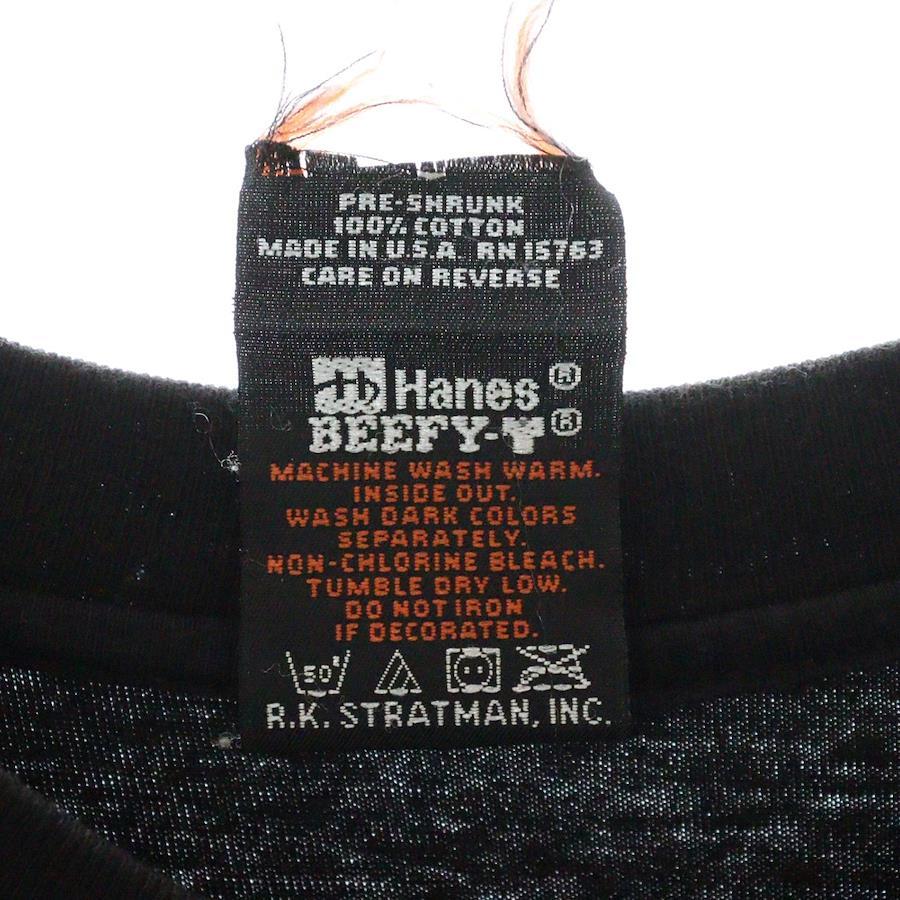 PRE-SHRUNK
100% COTTON
MADE IN U.S.A. RN 15763
CARE ON REVERSE
Hanes®
BEEFY-T®
MACHINE WASH WARM.
INSIDE OUT.
WASH DARK COLORS
SEPARATELY.
NON-CHLORINE BLEACH.
TUMBLE DRY LOW.
DO NOT IRON
IF DECORATED.
50°
R.K. STRATMAN, INC.